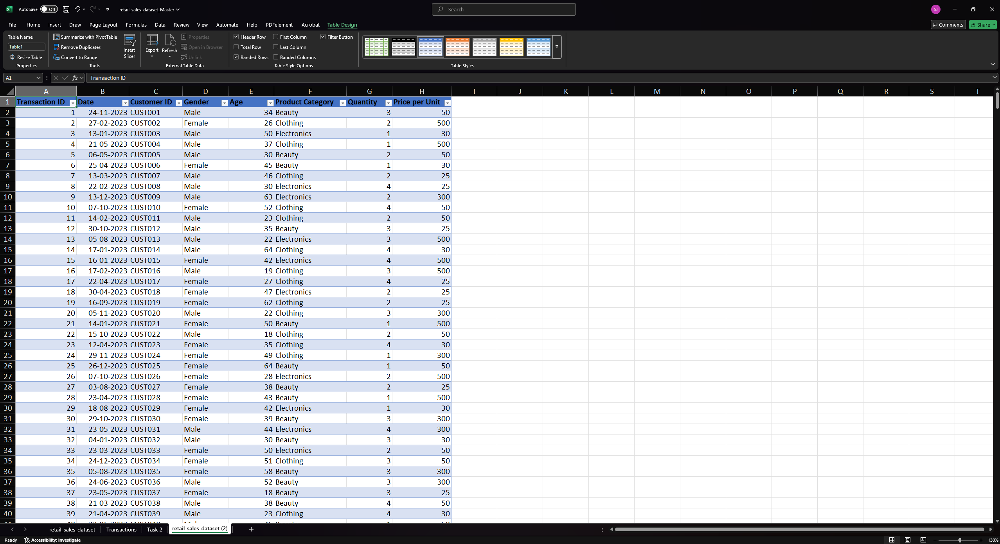 AutoSave Off retail_sales_dataset_Master Search SJ
File Home Insert Draw Page Layout Formulas Data Review View Automate Help PDFelement Acrobat Table Design Comments Share
Table Name: Summarize with PivotTable Properties Header Row First Column Filter Button
Table1 Remove Duplicates Insert Slicer Export Refresh Open in Browser Total Row Last Column
Resize Table Convert to Range Unlink Banded Rows Banded Columns
Properties Tools External Table Data Table Style Options Table Styles
A1 fx Transaction ID
A B C D E F G H I J K L M N O P Q R S T
1 Transaction ID Date Customer ID Gender Age Product Category Quantity Price per Unit
2 1 24-11-2023 CUST001 Male 34 Beauty 3 50
3 2 27-02-2023 CUST002 Female 26 Clothing 2 500
4 3 13-01-2023 CUST003 Male 50 Electronics 1 30
5 4 21-05-2023 CUST004 Male 37 Clothing 1 500
6 5 06-05-2023 CUST005 Male 30 Beauty 2 50
7 6 25-04-2023 CUST006 Female 45 Beauty 1 30
8 7 13-03-2023 CUST007 Male 46 Clothing 2 25
9 8 22-02-2023 CUST008 Male 30 Electronics 4 25
10 9 13-12-2023 CUST009 Male 63 Electronics 2 300
11 10 07-10-2023 CUST010 Female 52 Clothing 4 50
12 11 14-02-2023 CUST011 Male 23 Clothing 2 50
13 12 30-10-2023 CUST012 Male 35 Beauty 3 25
14 13 05-08-2023 CUST013 Male 22 Electronics 3 500
15 14 17-01-2023 CUST014 Male 64 Clothing 4 30
16 15 16-01-2023 CUST015 Female 42 Electronics 4 500
17 16 17-02-2023 CUST016 Male 19 Clothing 3 500
18 17 22-04-2023 CUST017 Female 27 Clothing 4 25
19 18 30-04-2023 CUST018 Female 47 Electronics 2 25
20 19 16-09-2023 CUST019 Female 62 Clothing 2 25
21 20 05-11-2023 CUST020 Male 22 Clothing 3 300
22 21 14-01-2023 CUST021 Female 50 Beauty 1 500
23 22 15-10-2023 CUST022 Male 18 Clothing 2 50
24 23 12-04-2023 CUST023 Female 35 Clothing 4 30
25 24 29-11-2023 CUST024 Female 49 Clothing 1 300
26 25 26-12-2023 CUST025 Female 64 Beauty 1 50
27 26 07-10-2023 CUST026 Female 28 Electronics 2 500
28 27 03-08-2023 CUST027 Female 38 Beauty 2 25
29 28 23-04-2023 CUST028 Female 43 Beauty 1 500
30 29 18-08-2023 CUST029 Female 42 Electronics 1 30
31 30 29-10-2023 CUST030 Female 39 Beauty 3 300
32 31 23-05-2023 CUST031 Male 44 Electronics 4 300
33 32 04-01-2023 CUST032 Male 30 Beauty 3 30
34 33 23-03-2023 CUST033 Female 50 Electronics 2 50
35 34 24-12-2023 CUST034 Female 51 Clothing 3 50
36 35 05-08-2023 CUST035 Female 58 Beauty 3 300
37 36 24-06-2023 CUST036 Male 52 Beauty 3 300
38 37 23-05-2023 CUST037 Female 18 Beauty 3 25
39 38 21-03-2023 CUST038 Male 38 Beauty 4 50
40 39 21-04-2023 CUST039 Male 23 Clothing 4 30
retail_sales_dataset Transactions Task 2 retail_sales_dataset (2)
Ready Accessibility: Investigate 130%